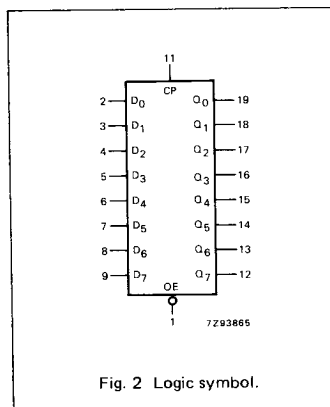 11
CP
2 D0 Q0 19
3 D1 Q1 18
4 D2 Q2 17
5 D3 Q3 16
6 D4 Q4 15
7 D5 Q5 14
8 D6 Q6 13
9 D7 Q7 12
OE
1
7Z93865
Fig. 2 Logic symbol.